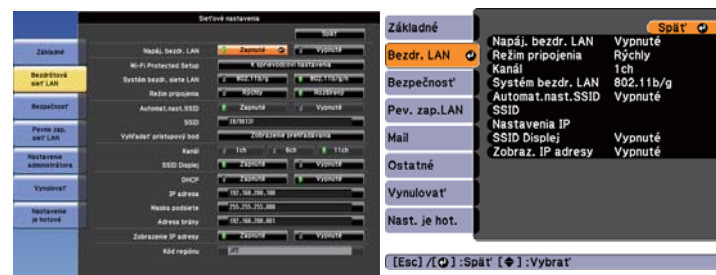 Sieťové nastavenia
Späť
Základné
Bezdrôtová
sieť LAN
Bezpečnosť
Pevne zap.
sieť LAN
Nastavenie
administrátora
Vynulovať
Nastavenie
je hotové
Napáj. bezdr. LAN Zapnuté Vypnuté
Wi-Fi Protected Setup K sprievodcovi nastavenia
Systém bezdr. siete LAN 802.11b/g 802.11b/g/n
Režim pripojenia Rýchly Rozšírený
Automat.nast.SSID Zapnuté Vypnuté
SSID
Vyhľadať prístupový bod Zobrazenie prehľadávania
Kanál 1ch 6ch 11ch
SSID Displej Zapnuté Vypnuté
DHCP Zapnuté Vypnuté
IP adresa
Maska podsiete
Adresa brány
Zobrazenie IP adresy Zapnuté Vypnuté
Kód regiónu
Základné
Bezdr. LAN
Bezpečnosť
Pev. zap.LAN
Mail
Ostatné
Vynulovať
Nast. je hot.
Späť
Napáj. bezdr. LAN Vypnuté
Režim pripojenia Rýchly
Kanál 1ch
Systém bezdr. LAN 802.11b/g
Automat.nast.SSID Vypnuté
SSID
Nastavenia IP
SSID Displej Vypnuté
Zobraz. IP adresy Vypnuté
[Esc] /[ ] :Späť [ ] :Vybrať